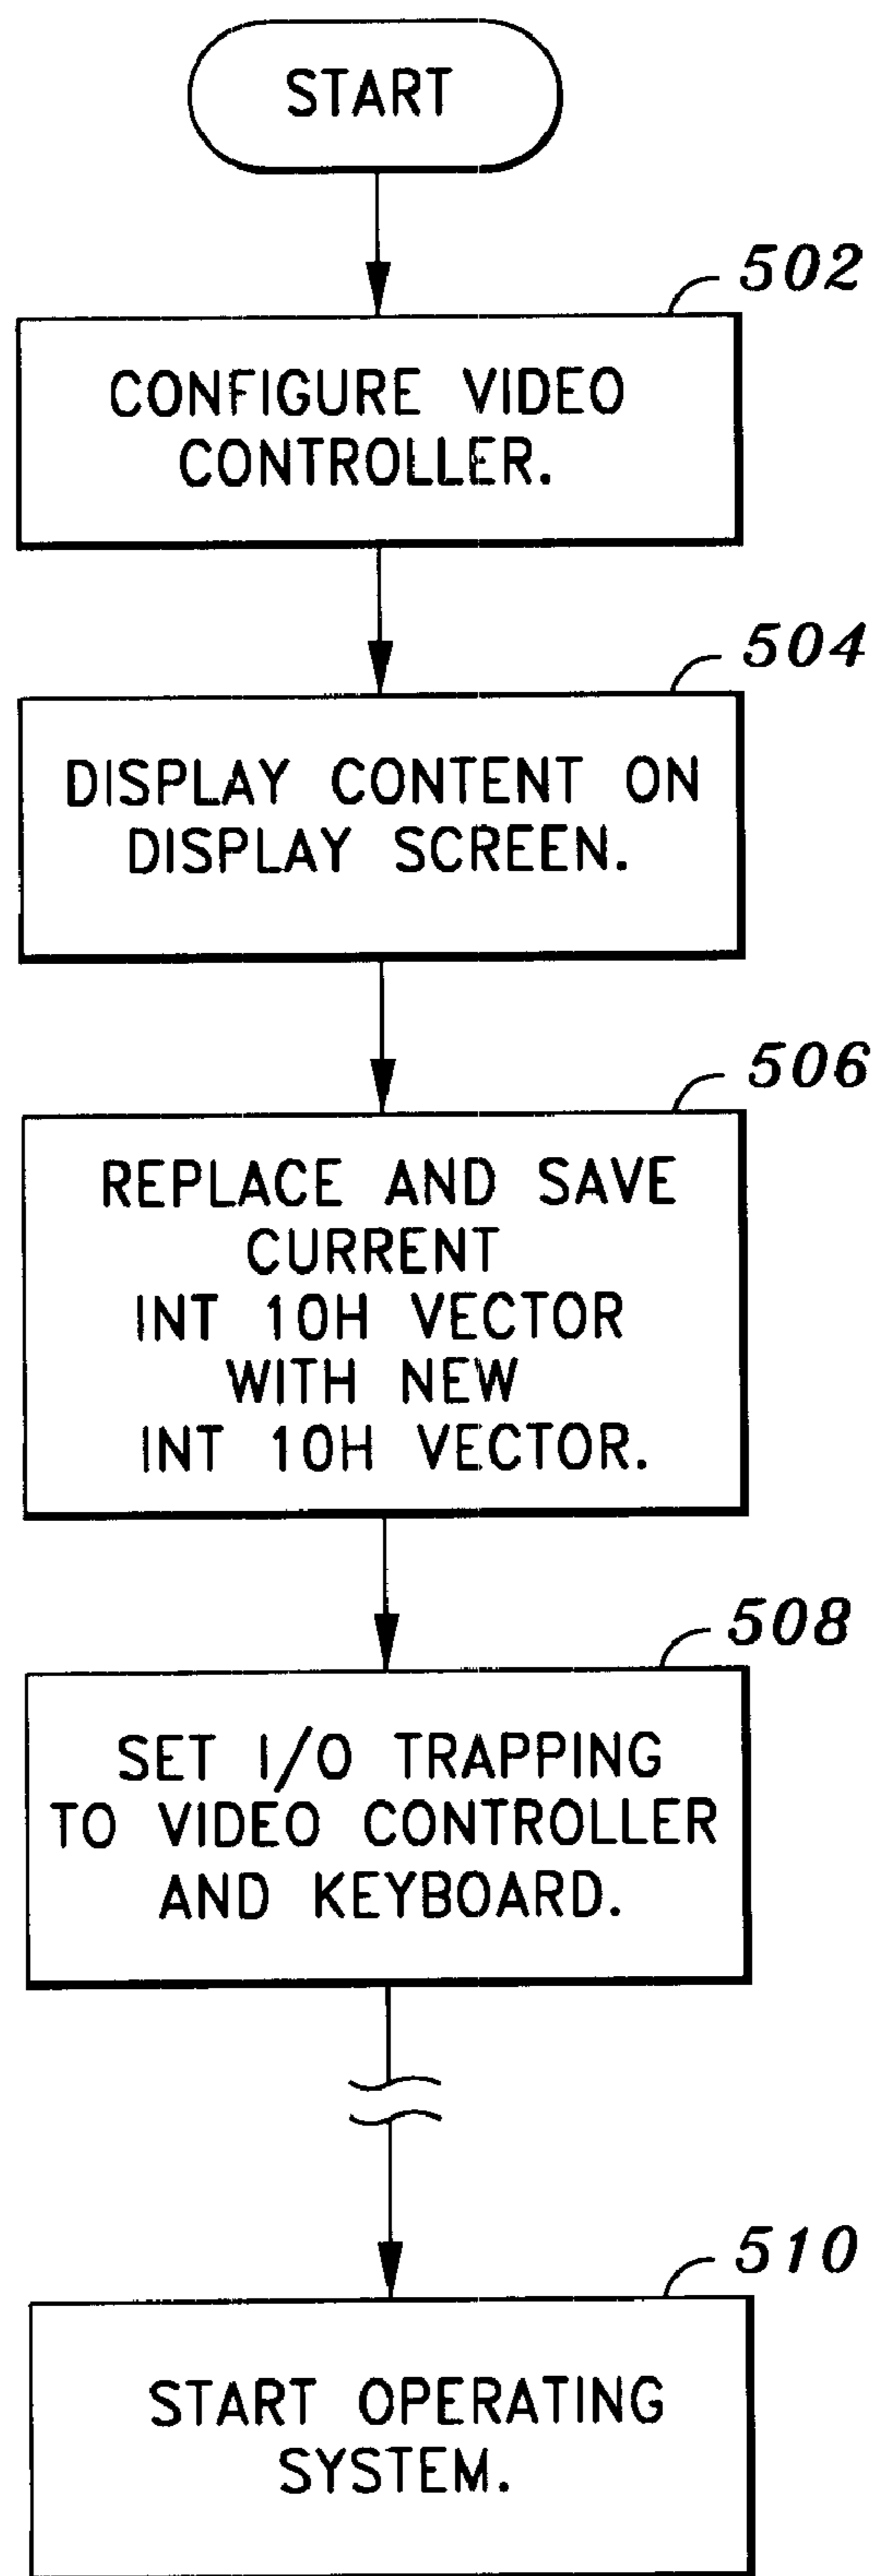 START
502
CONFIGURE VIDEO
CONTROLLER.
504
DISPLAY CONTENT ON
DISPLAY SCREEN.
506
REPLACE AND SAVE
CURRENT
INT 10H VECTOR
WITH NEW
INT 10H VECTOR.
508
SET I/O TRAPPING
TO VIDEO CONTROLLER
AND KEYBOARD.
510
START OPERATING
SYSTEM.